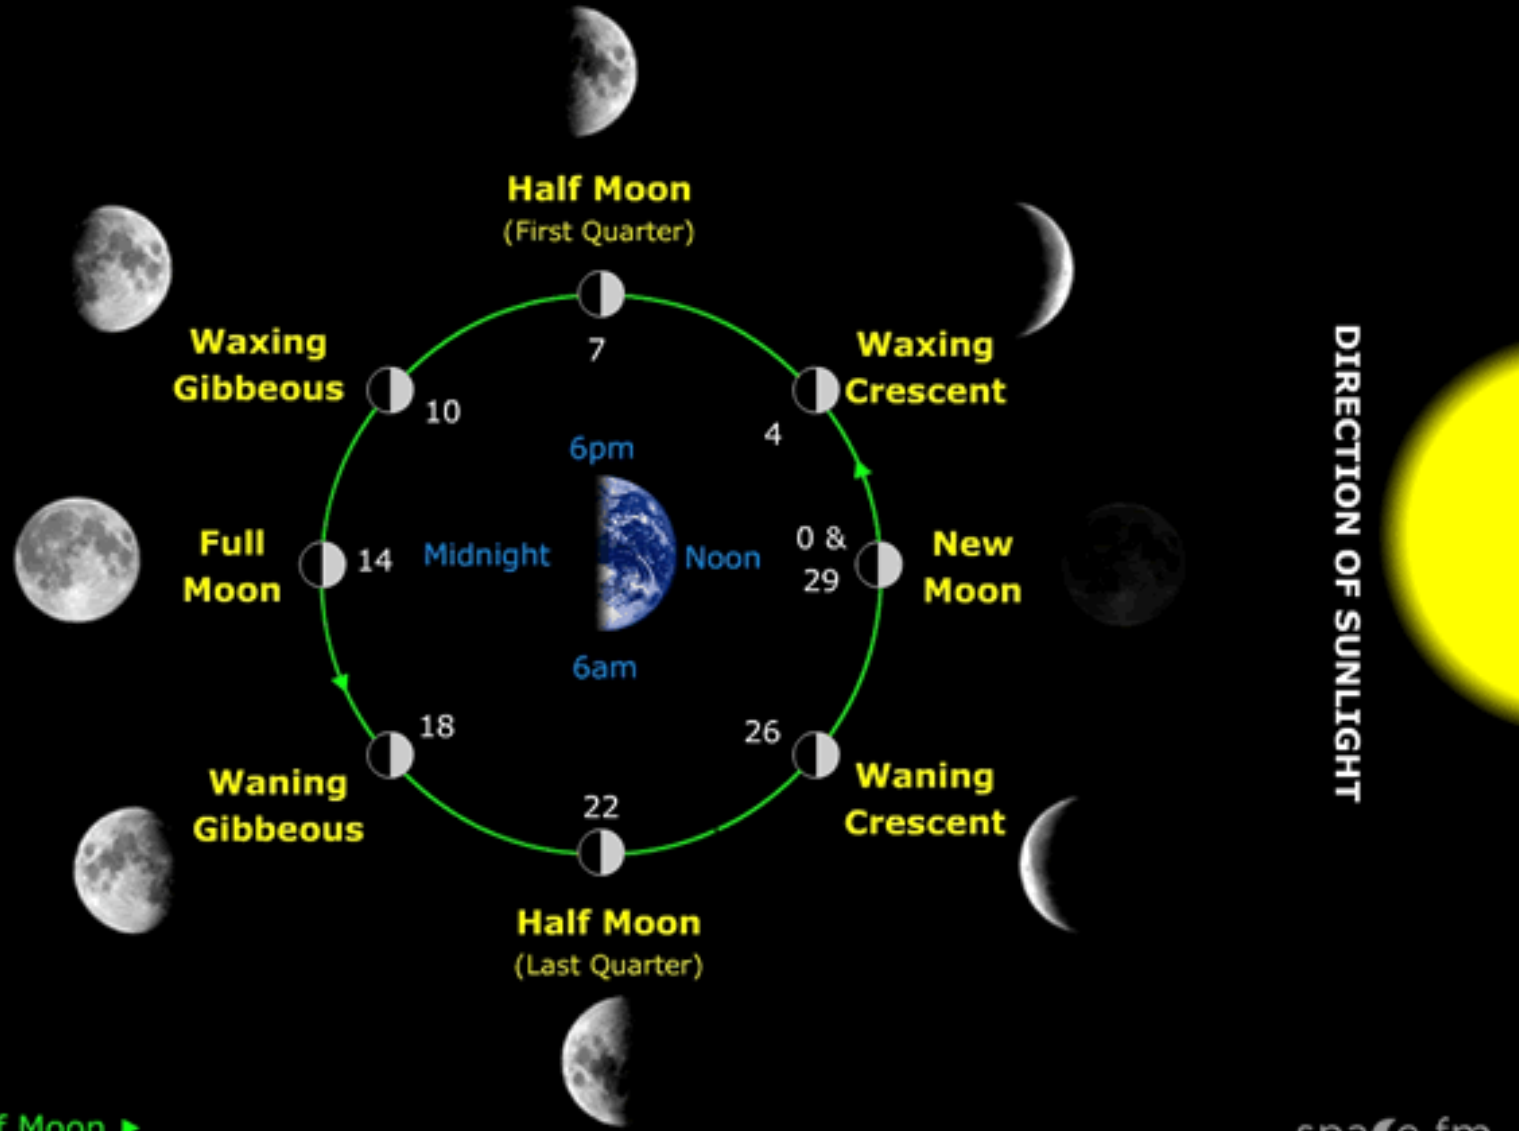 Half Moon
(First Quarter)
Waxing
Gibbeous
7
Waxing
Crescent
10
4
6pm
Full
Moon
14
Midnight
Noon
0 &
29
New
Moon
DIRECTION OF SUNLIGHT
6am
18
26
Waning
Gibbeous
22
Waning
Crescent
Half Moon
(Last Quarter)
Moon ►